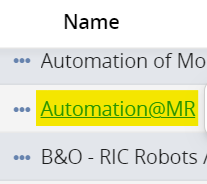 Name
Automation of Mo
Automation@MR
B&O - RIC Robots